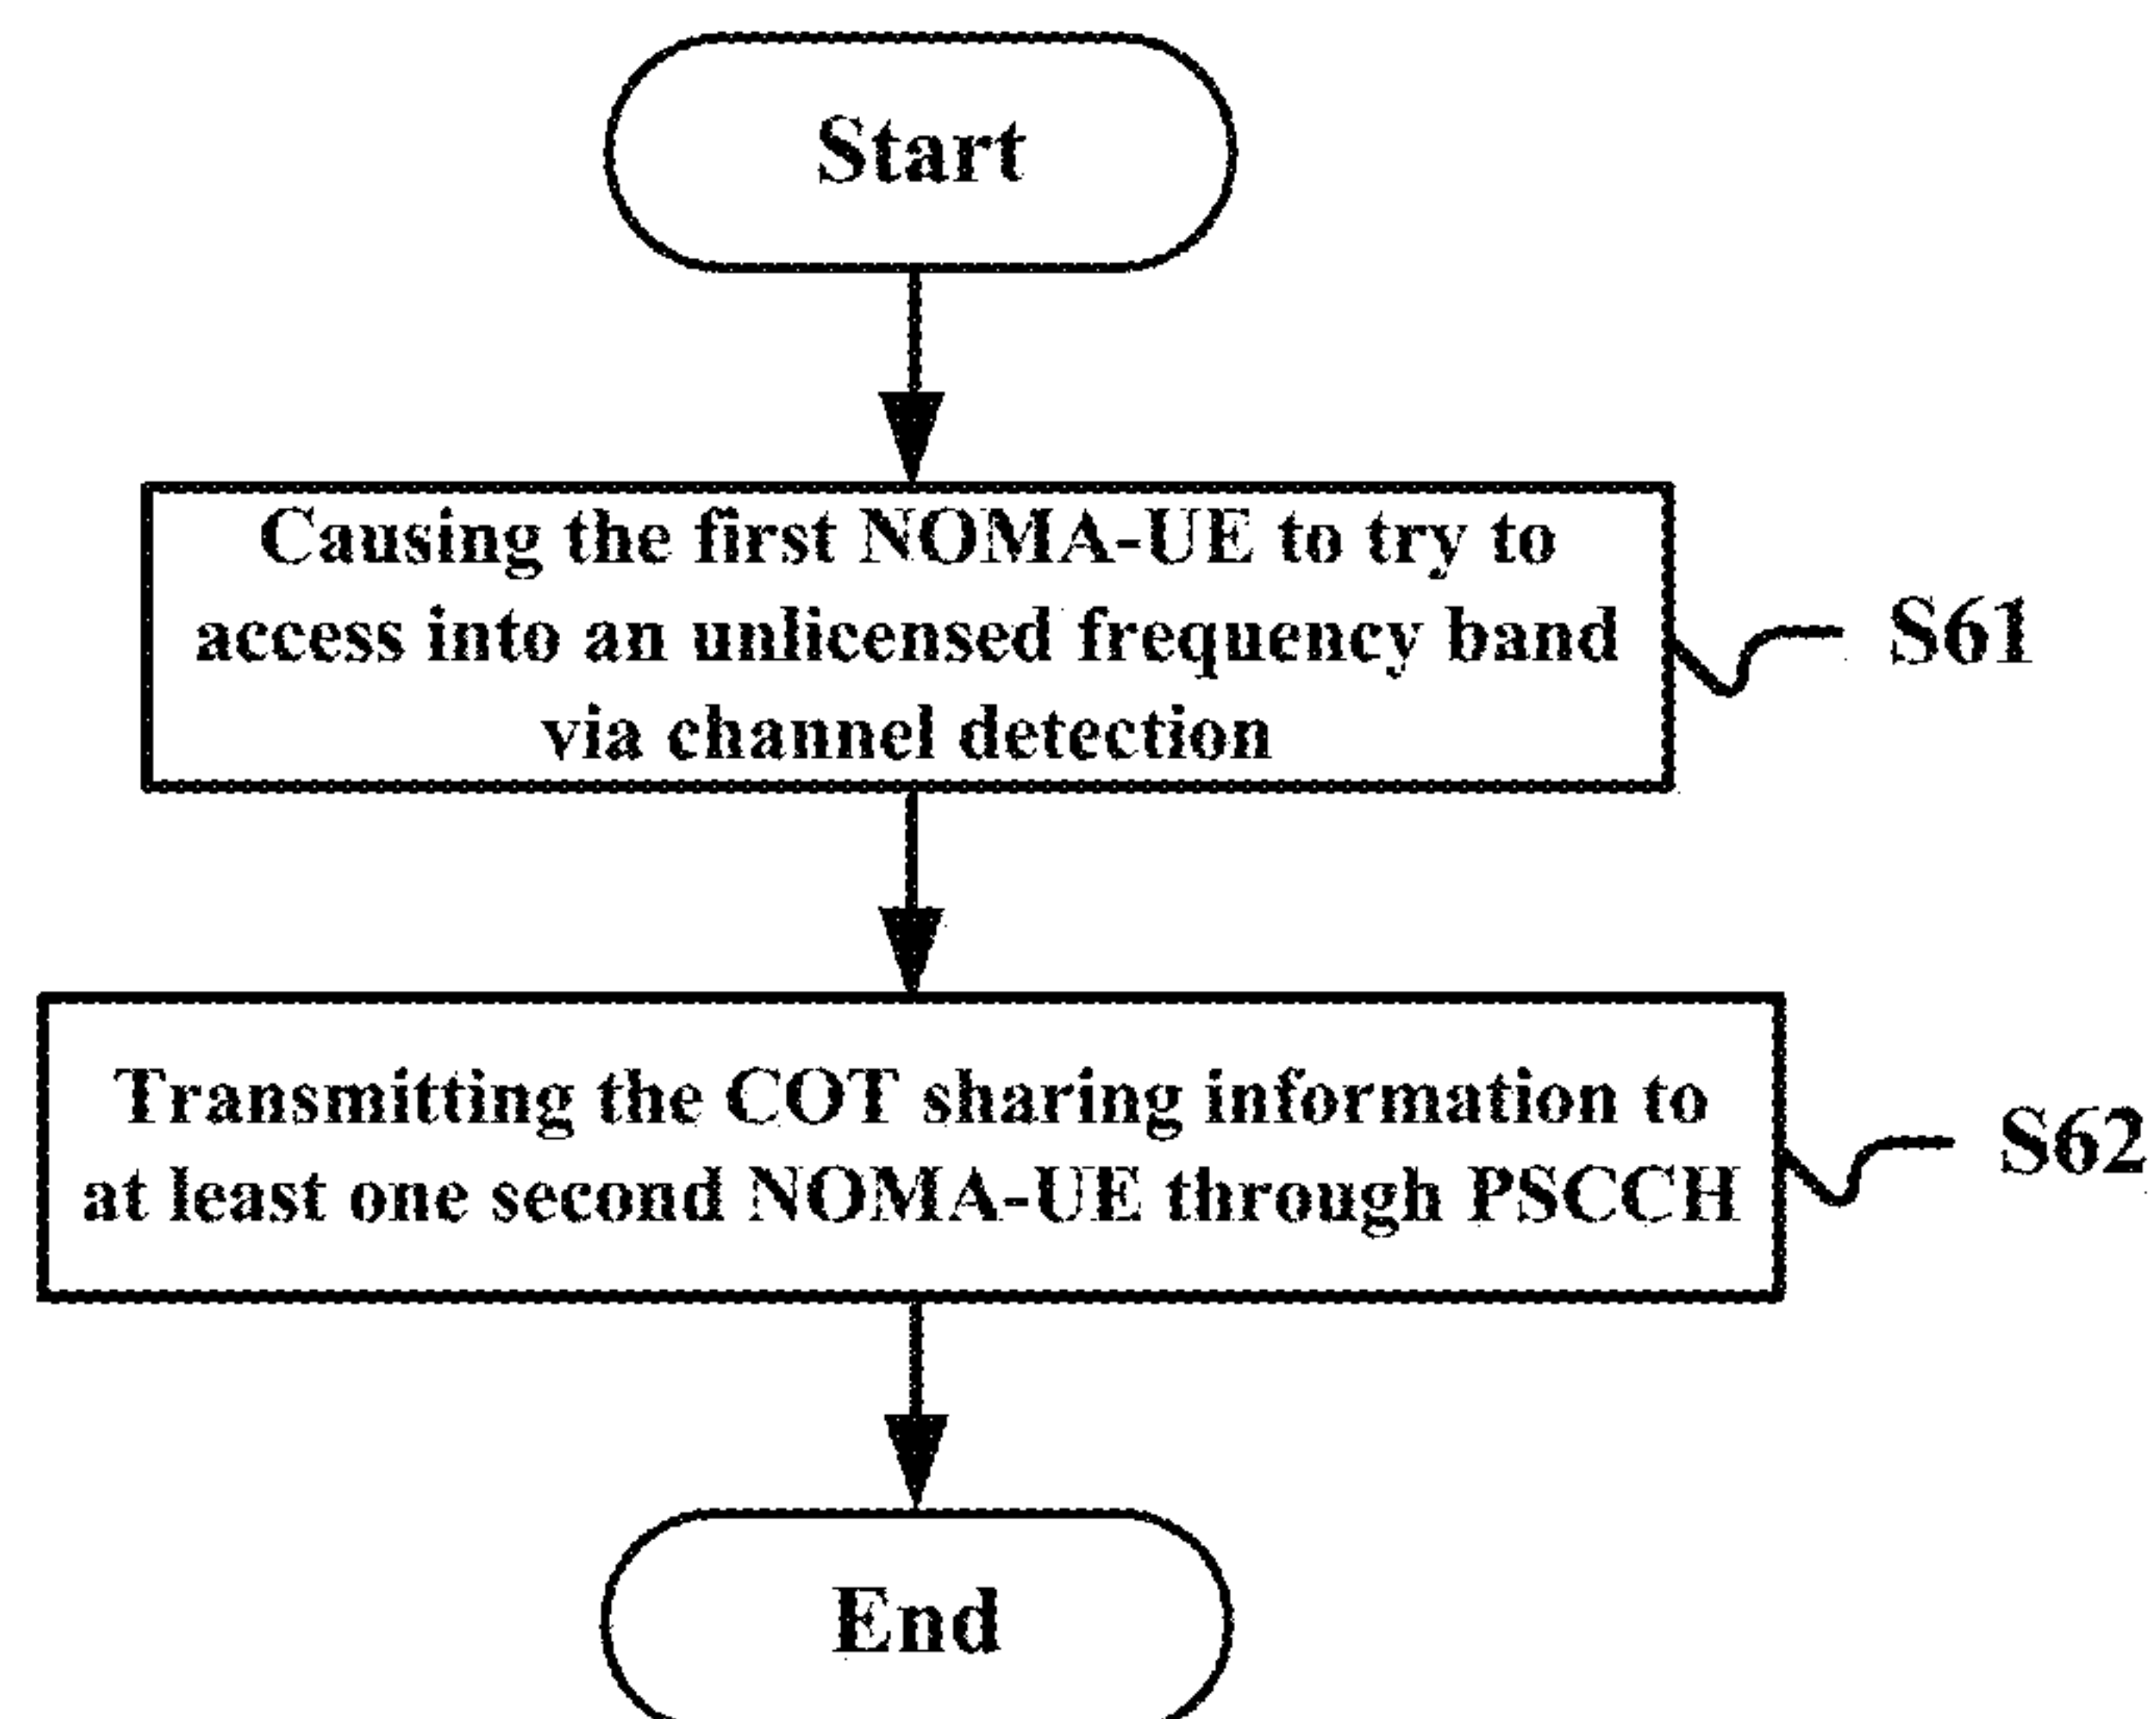 Start
Causing the first NOMA-UE to try to
access into an unlicensed frequency band
via channel detection
S61
Transmitting the COT sharing information to
at least one second NOMA-UE through PSCCH
S62
End